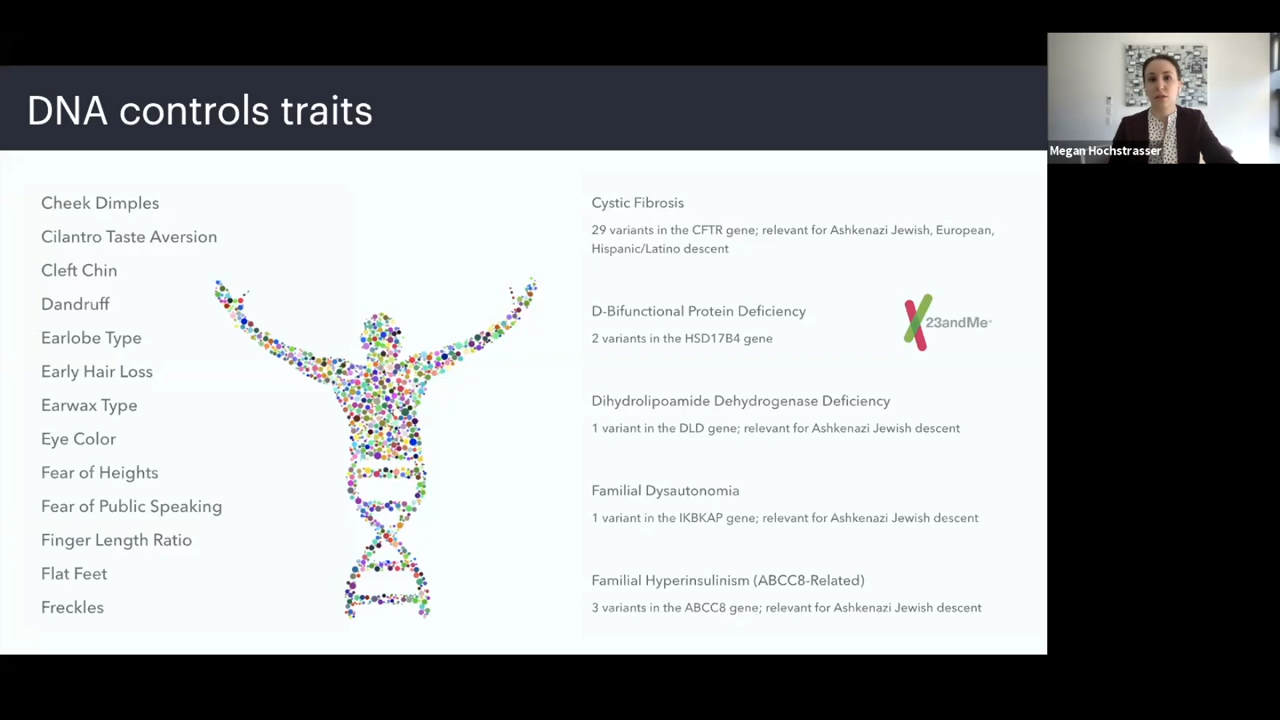 DNA controls traits
Megan Hochstrasser
Cheek Dimples
Cilantro Taste Aversion
Cleft Chin
Dandruff
Earlobe Type
Early Hair Loss
Earwax Type
Eye Color
Fear of Heights
Fear of Public Speaking
Finger Length Ratio
Flat Feet
Freckles
Cystic Fibrosis
29 variants in the CFTR gene; relevant for Ashkenazi Jewish, European,
Hispanic/Latino descent
D-Bifunctional Protein Deficiency
2 variants in the HSD17B4 gene
23andMe
Dihydrolipoamide Dehydrogenase Deficiency
1 variant in the DLD gene; relevant for Ashkenazi Jewish descent
Familial Dysautonomia
1 variant in the IKBKAP gene; relevant for Ashkenazi Jewish descent
Familial Hyperinsulinism (ABCC8-Related)
3 variants in the ABCC8 gene; relevant for Ashkenazi Jewish descent